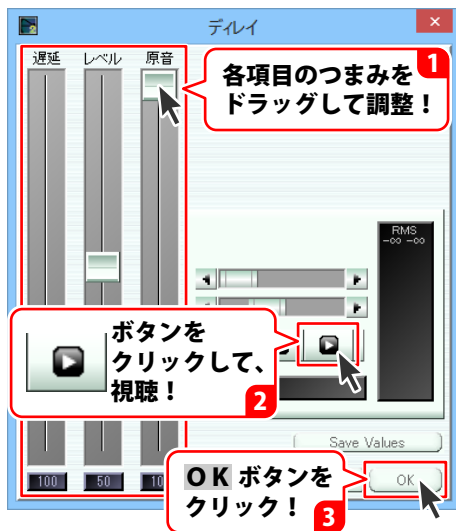 ディレイ
遅延 レベル 原音
各項目のつまみを
ドラッグして調整！
1
RMS
-∞ -∞
ボタンを
クリックして、
視聴！
2
Save Values
100 50
OK ボタンを
クリック！
3
OK